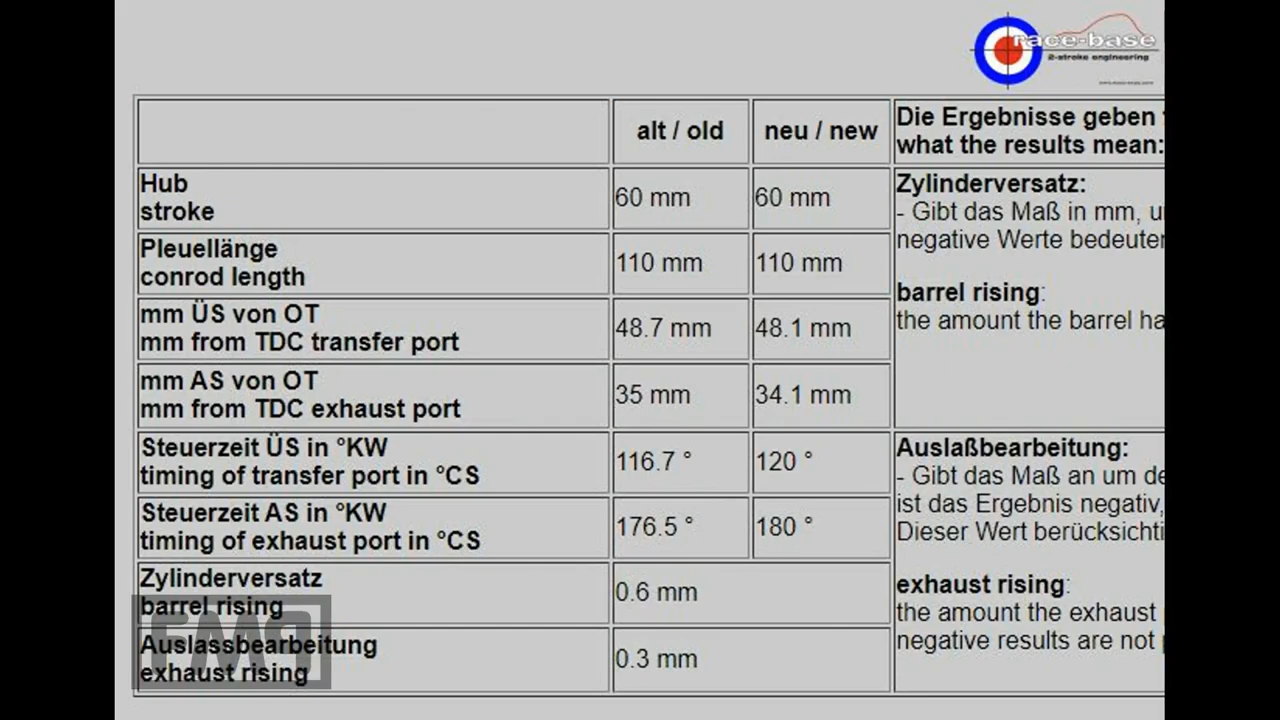 race-base
2-stroke engineering
alt / old
neu / new
Die Ergebnisse geben
what the results mean:
Hub
stroke
60 mm
60 mm
Zylinderversatz:
- Gibt das Maß in mm,
negative Werte
Pleuellänge
conrod length
110 mm
110 mm
barrel rising:
the amount the barrel
mm ÜS von OT
mm from TDC transfer port
48.7 mm
48.1 mm
mm AS von OT
mm from TDC exhaust port
35 mm
34.1 mm
Steuerzeit ÜS in °KW
timing of transfer port in °CS
116.7 °
120 °
Auslaßbearbeitung:
- Gibt das Maß an um
ist das Ergebnis negativ,
Dieser Wert
Steuerzeit AS in °KW
timing of exhaust port in °CS
176.5 °
180 °
Zylinderversatz
barrel rising
0.6 mm
exhaust rising:
the amount the exhaust
negative results are not
Auslassbearbeitung
exhaust rising
0.3 mm
FMP